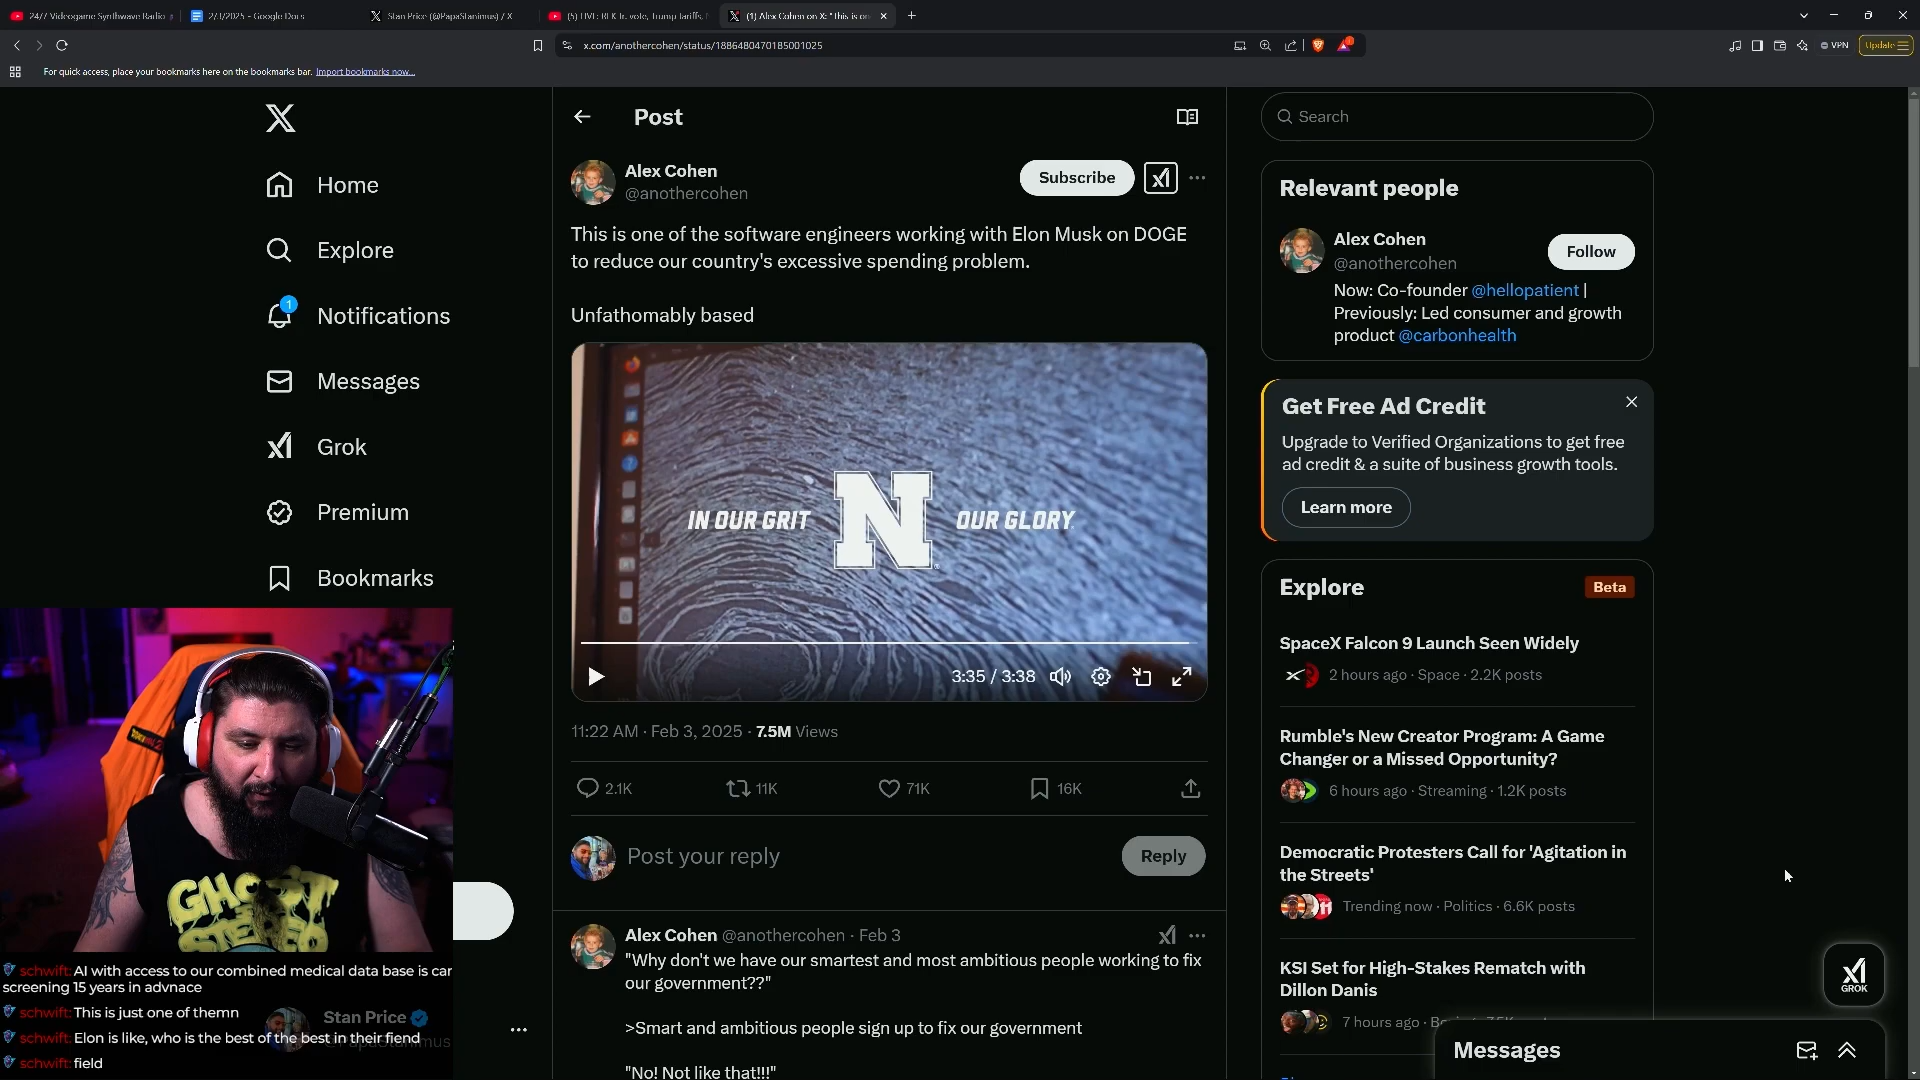 24// Videogame Synthwave Radio
2/3/2025 - Google Docs
Stan Price (@PapaStanimus) / X
(5) LIVE: RFK Jr. vote, Trump Tariffs,
(1) Alex Cohen on X: "This is on
x.com/anothercohen/status/1886480470185001025
VPN
Update
For quick access, place your bookmarks here on the bookmarks bar. Import bookmarks now...
Home
Explore
1
Notifications
Messages
Grok
Premium
Bookmarks
Post
Alex Cohen
@anothercohen
Subscribe
This is one of the software engineers working with Elon Musk on DOGE
to reduce our country's excessive spending problem.
Unfathomably based
IN OUR GRIT N OUR GLORY
3:35 / 3:38
11:22 AM · Feb 3, 2025 · 7.5M Views
2.1K
11K
71K
16K
Post your reply
Reply
Alex Cohen @anothercohen · Feb 3
"Why don't we have our smartest and most ambitious people working to fix
our government??"
>Smart and ambitious people sign up to fix our government
"No! Not like that!!!"
Search
Relevant people
Alex Cohen
@anothercohen
Follow
Now: Co-founder @hellopatient |
Previously: Led consumer and growth
product @carbonhealth
Get Free Ad Credit
Upgrade to Verified Organizations to get free
ad credit & a suite of business growth tools.
Learn more
Explore
Beta
SpaceX Falcon 9 Launch Seen Widely
2 hours ago · Space · 2.2K posts
Rumble's New Creator Program: A Game
Changer or a Missed Opportunity?
6 hours ago · Streaming · 1.2K posts
Democratic Protesters Call for 'Agitation in
the Streets'
Trending now · Politics · 6.6K posts
KSI Set for High-Stakes Rematch with
Dillon Danis
7 hours ago
GROK
Messages
GHOST
schwift: AI with access to our combined medical data base is can
screening 15 years in advnace
schwift: This is just one of themn
Stan Price
schwift: Elon is like, who is the best of the best in their fiend
schwift: field